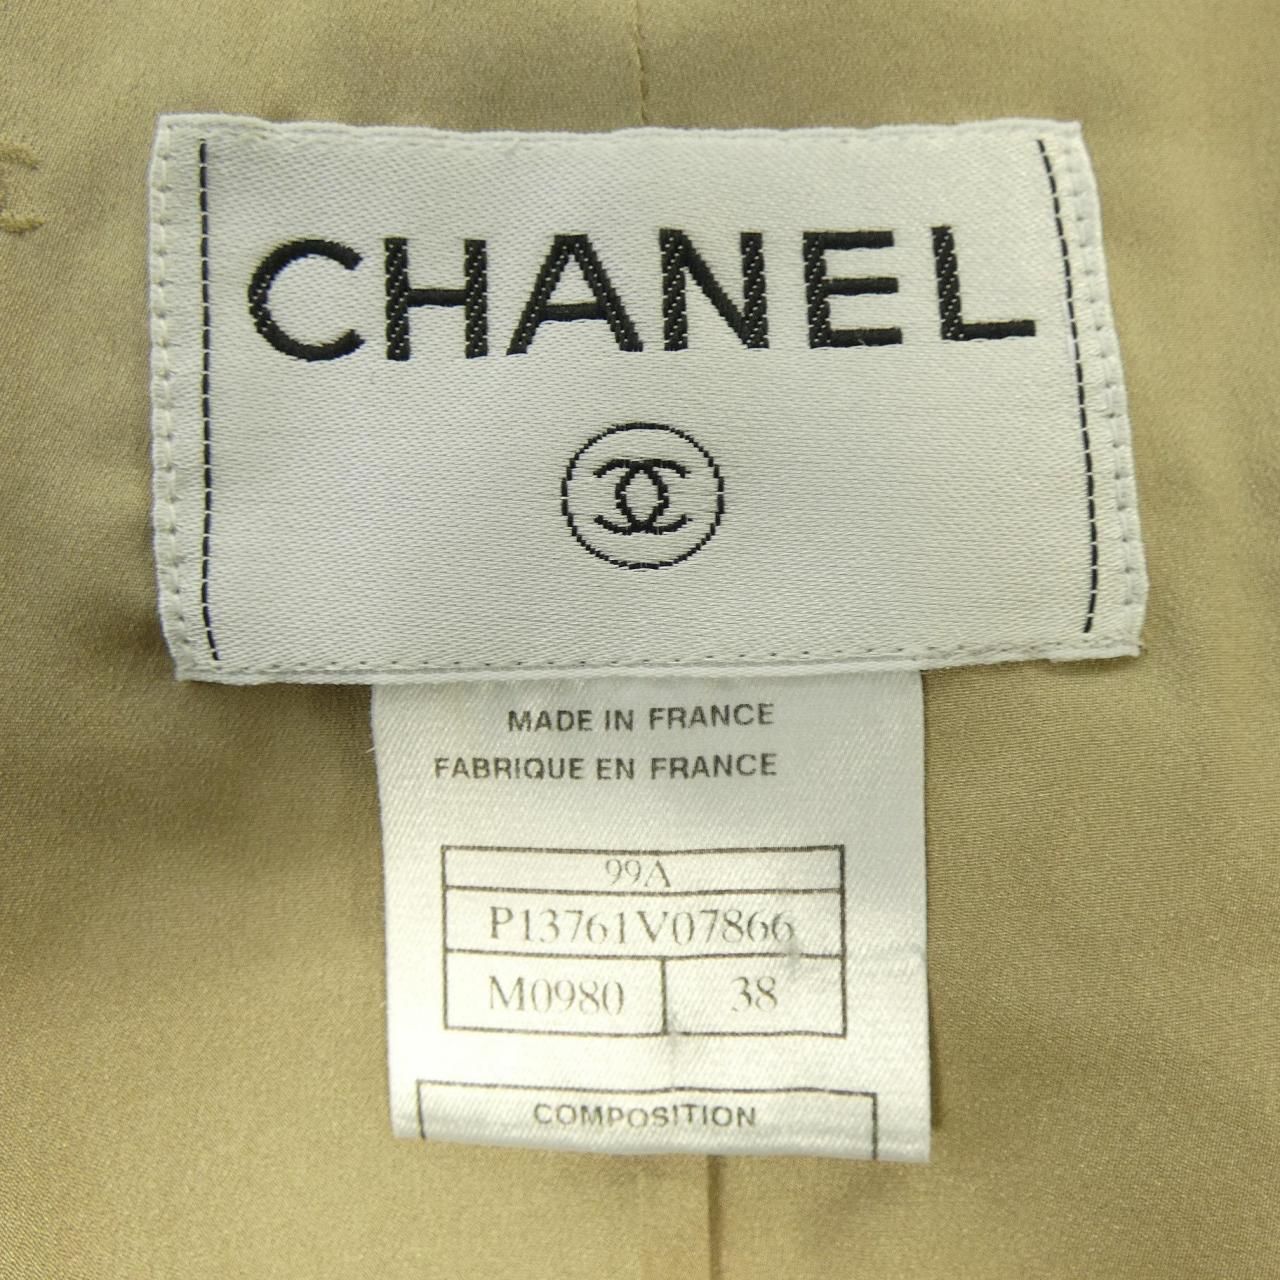 CHANEL
MADE IN FRANCE
FABRIQUE EN FRANCE
99A
P13761V07866
M0980 38
COMPOSITION